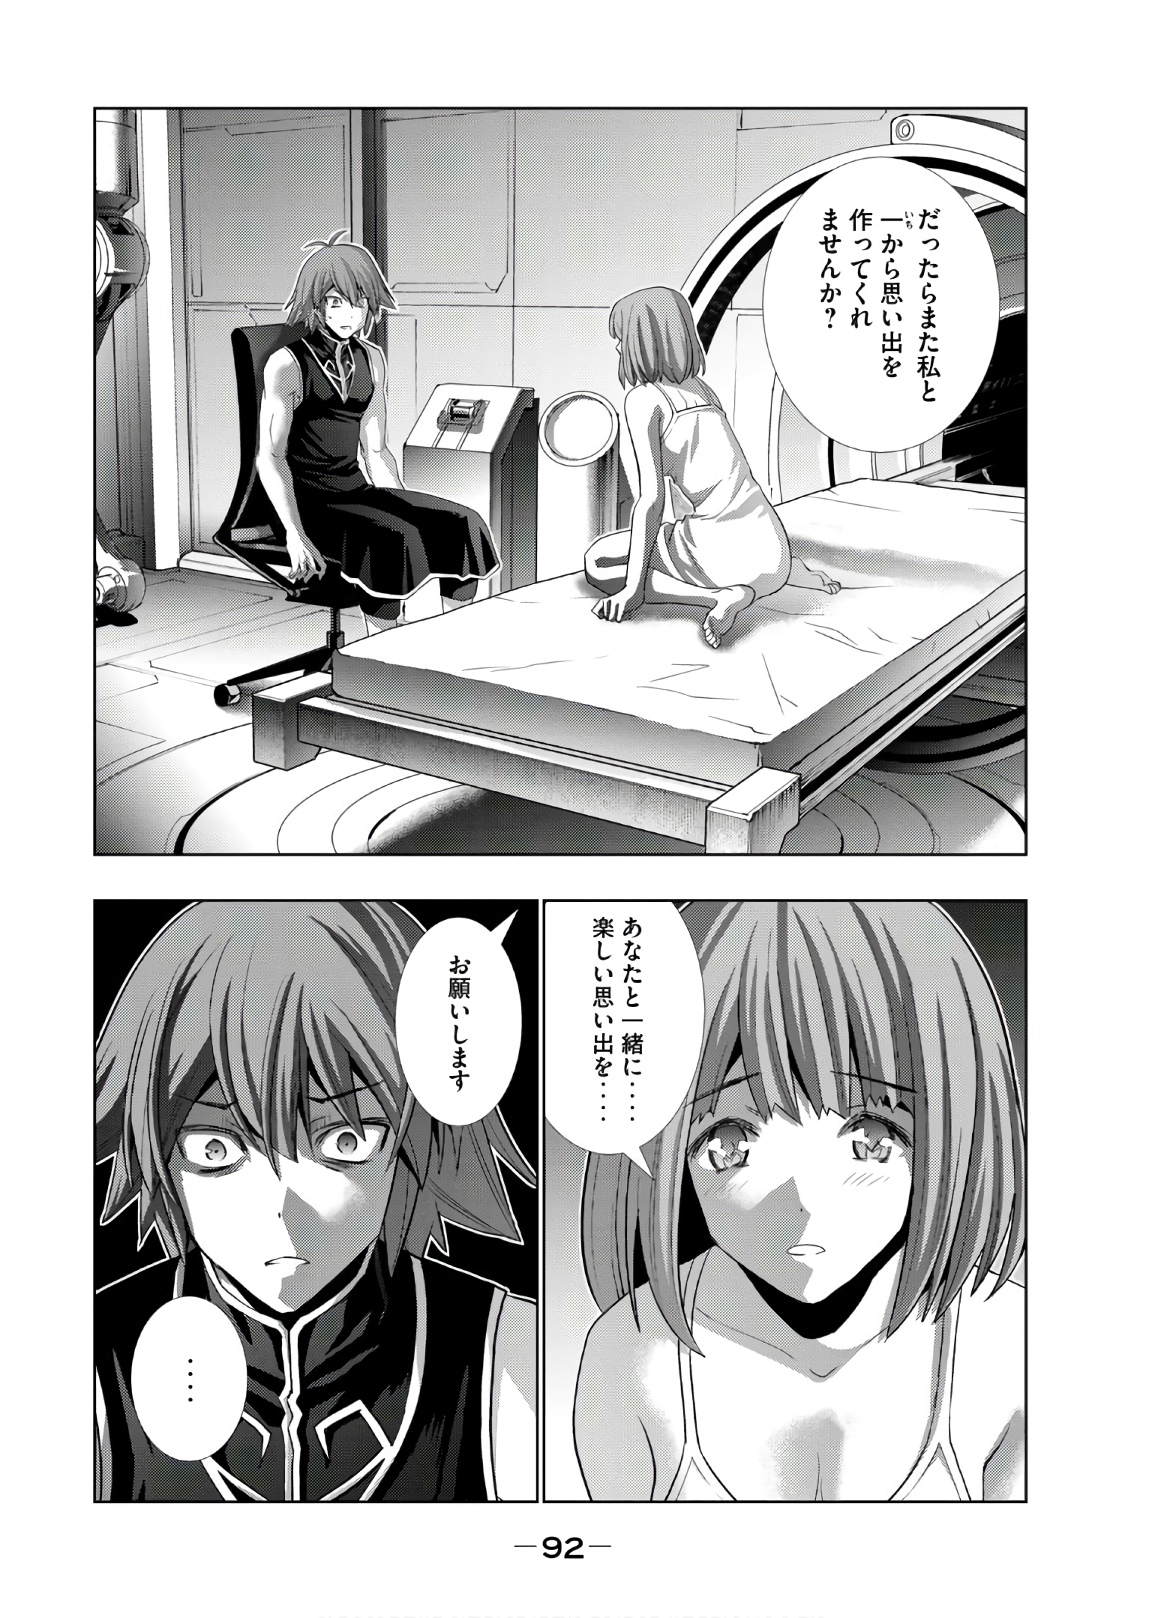 だったらまた私と
一から思い出を
作ってくれ
ませんか？
あなたと一緒に‥‥
楽しい思い出を‥‥
お願いします
‥‥
—92—